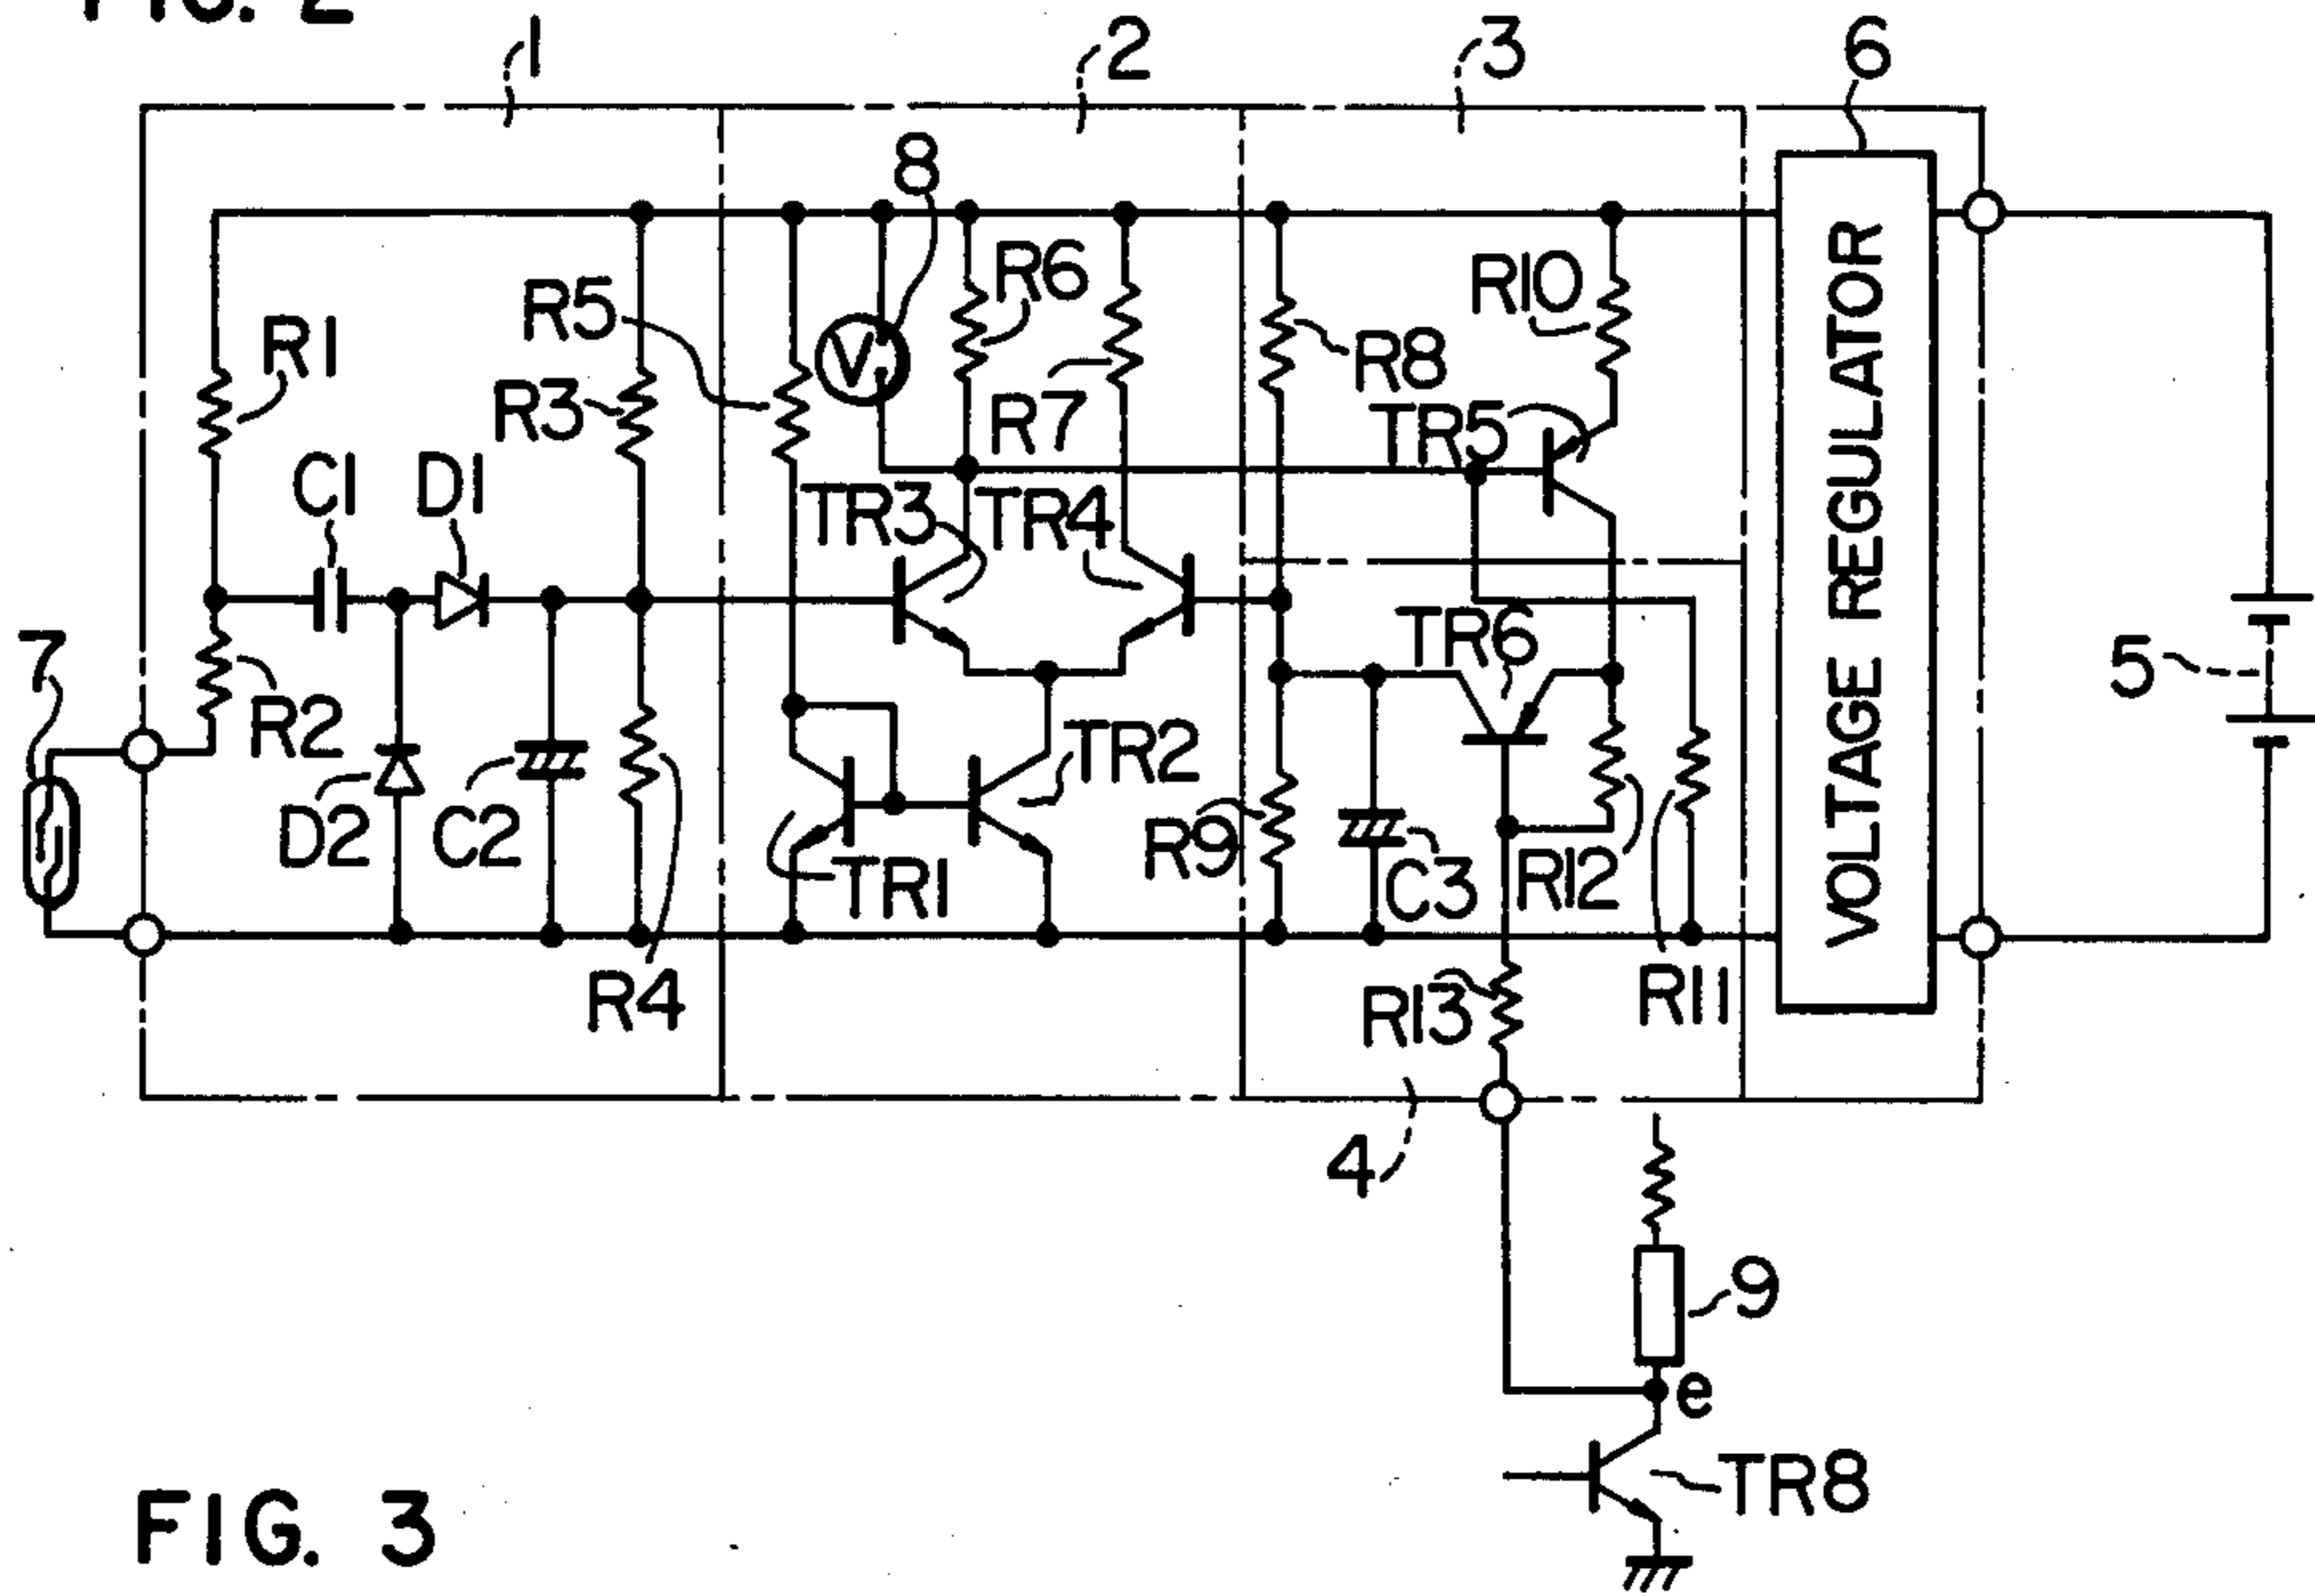 FIG. 2
1
2
3
6
8
R6
R5
R10
R1
R8
R3
R7
TR5
C1
D1
TR3
TR4
VOLTAGE REGULATOR
V
7
TR6
5
R2
TR2
D2
C2
R9
TR1
C3
R12
R4
R13
R11
4
9
e
TR8
FIG. 3